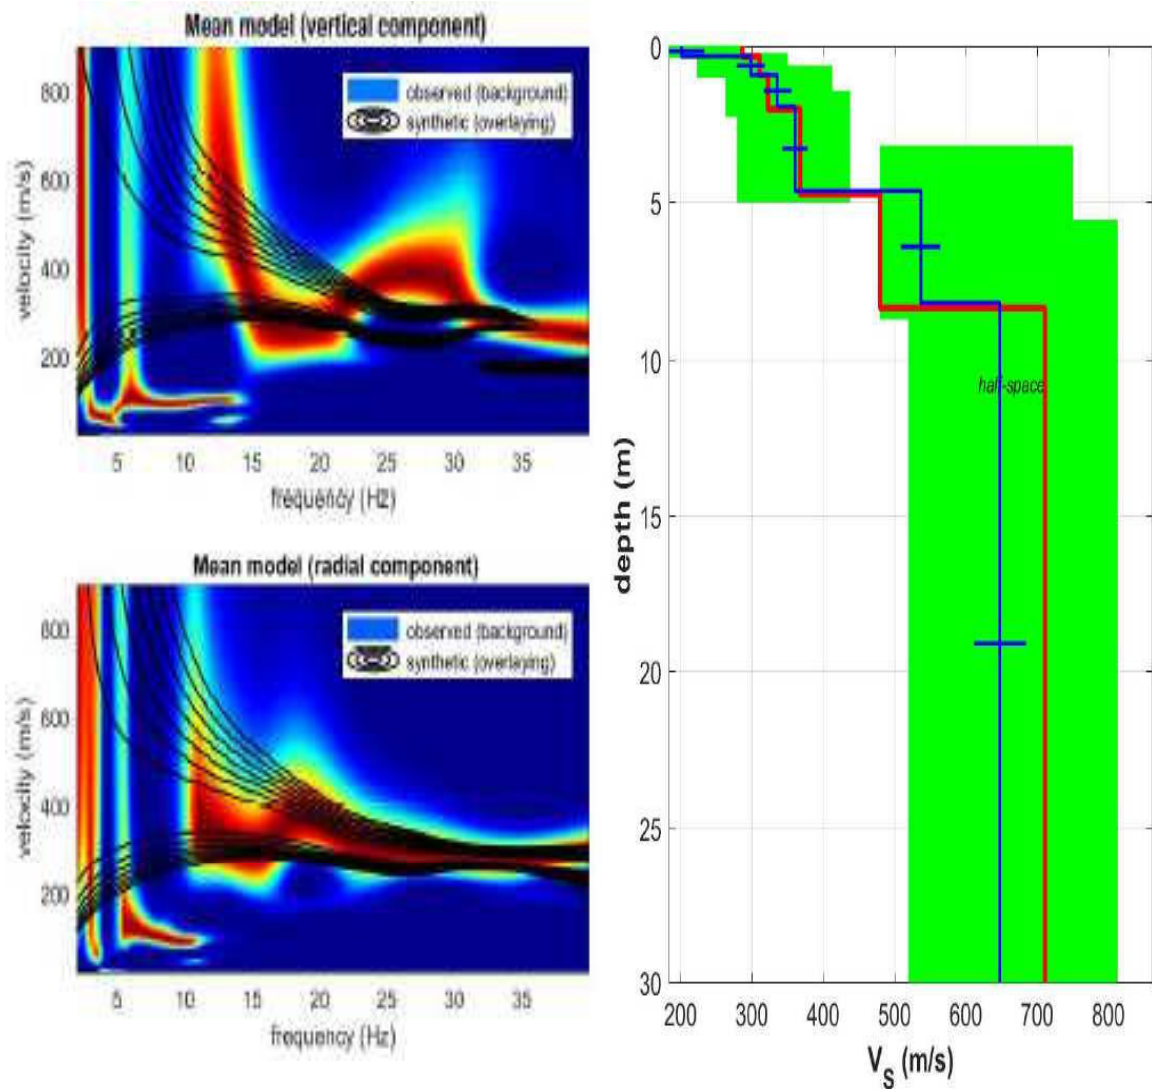 Mean model (vertical component)
observed (background)
synthetic (overlaying)
800
600
400
200
velocity (m/s)
5 10 15 20 25 30 35
frequency (Hz)
Mean model (radial component)
observed (background)
synthetic (overlaying)
800
600
400
200
velocity (m/s)
5 10 15 20 25 30 35
frequency (Hz)
0
5
10
15
20
25
30
depth (m)
half-space
200 300 400 500 600 700 800
VS (m/s)